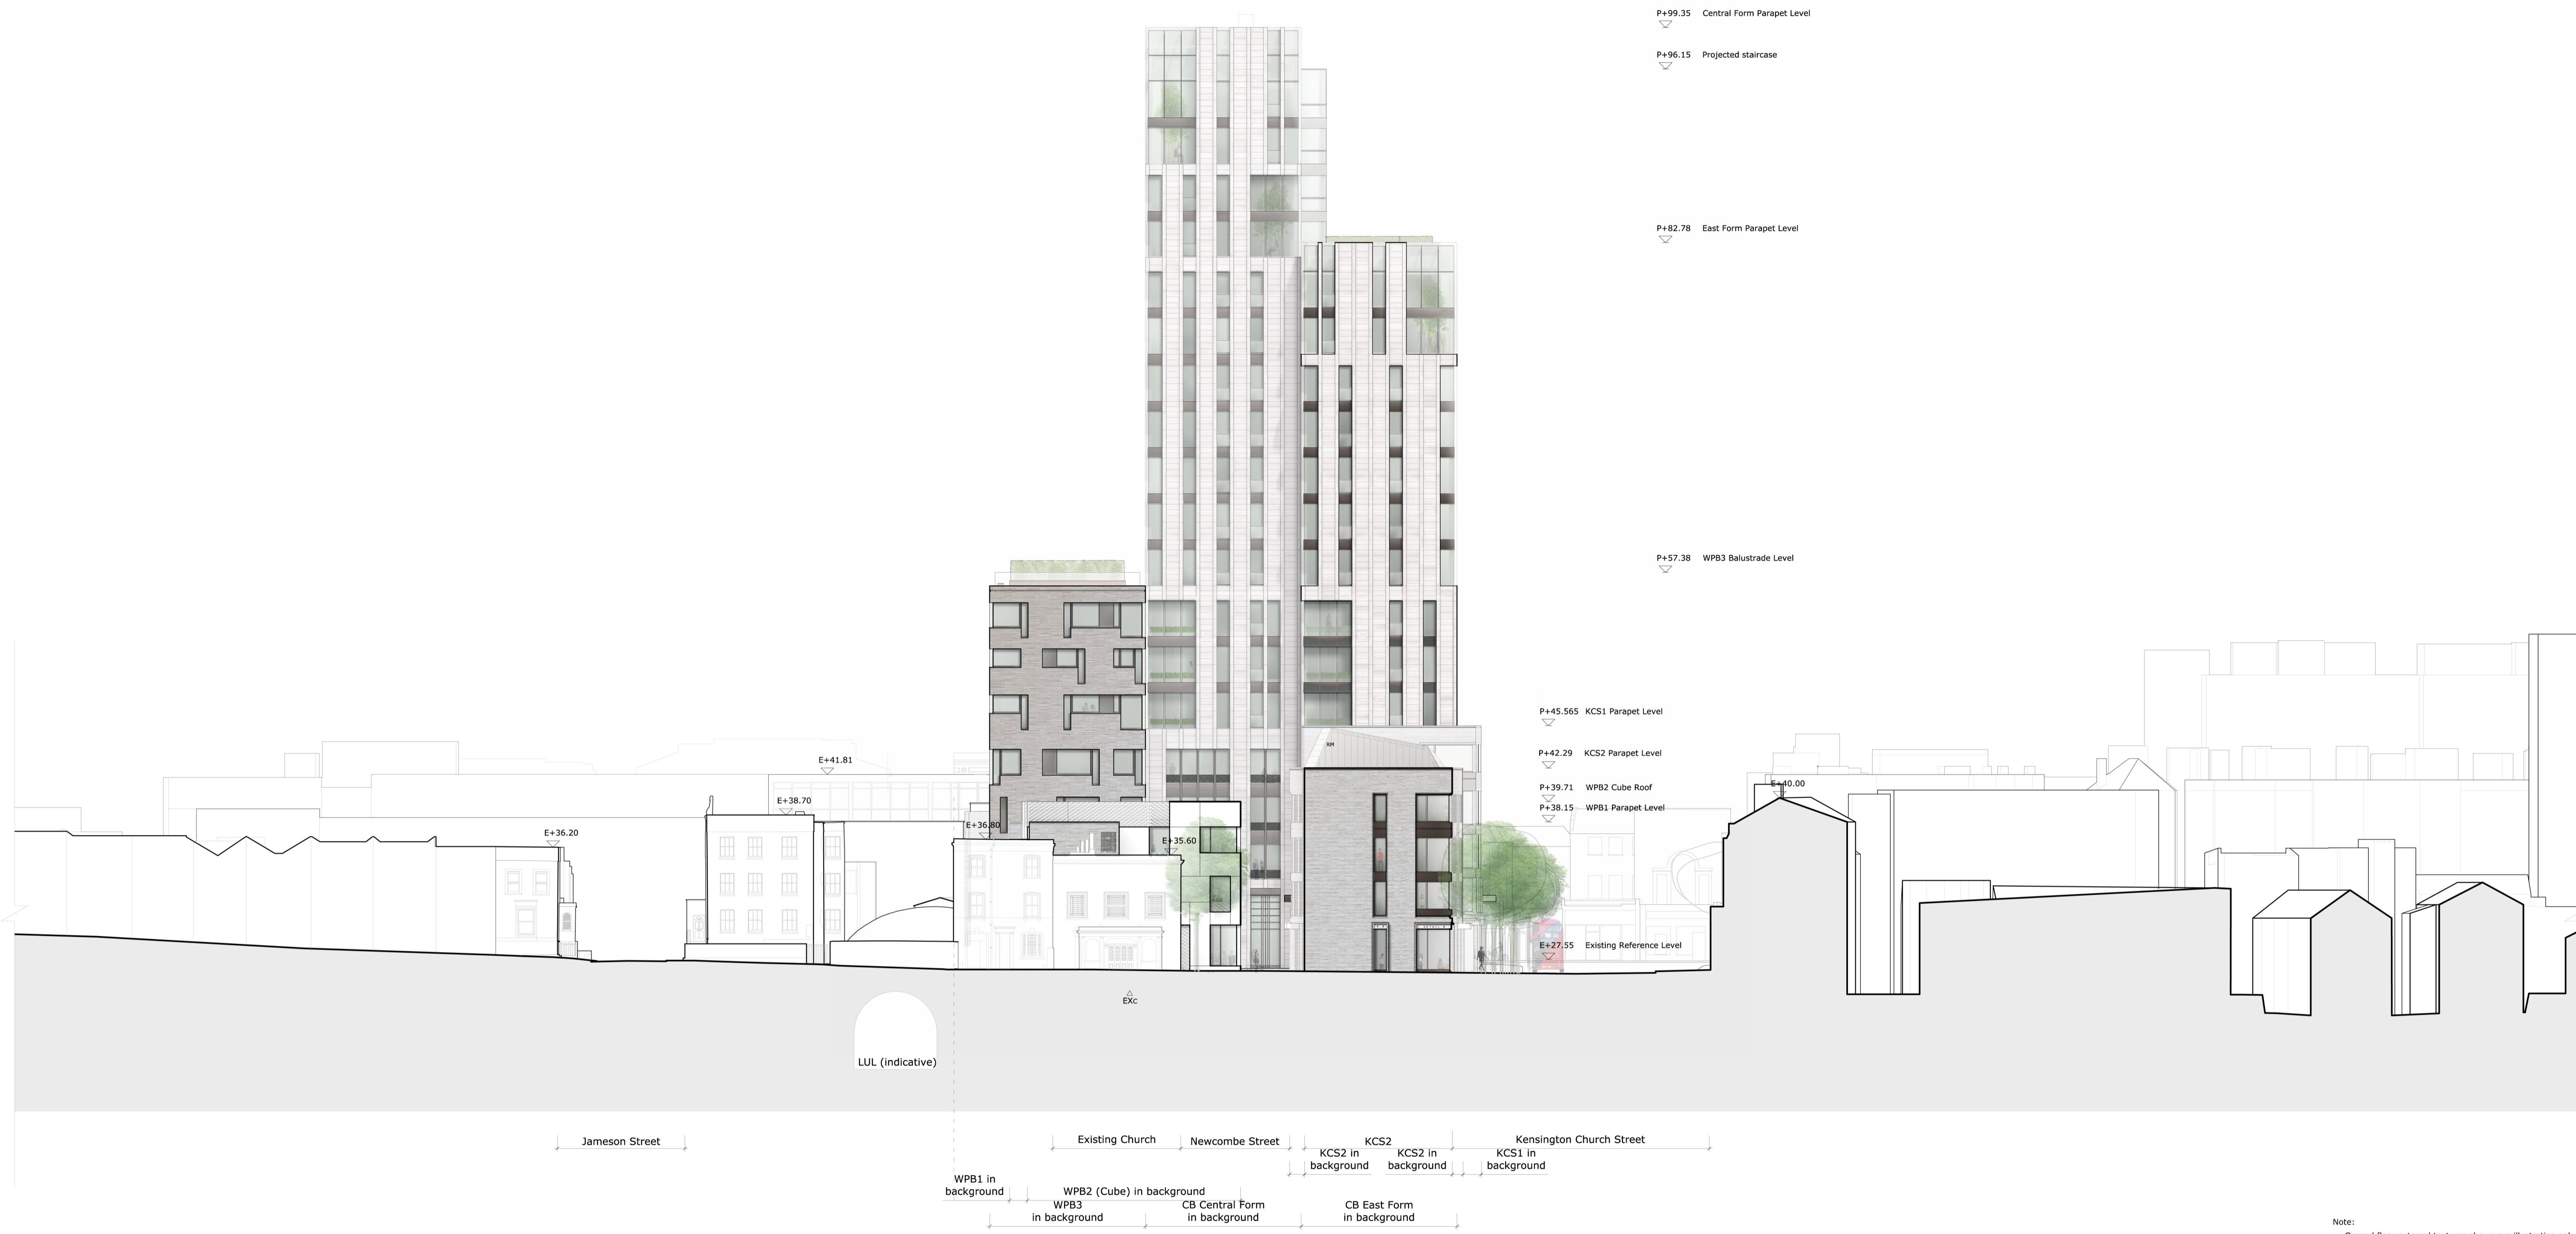 P+99.35 Central Form Parapet Level
P+96.15 Projected staircase
P+82.78 East Form Parapet Level
P+57.38 WPB3 Balustrade Level
P+45.565 KCS1 Parapet Level
RM
P+42.29 KCS2 Parapet Level
E+41.81
E+40.00
P+39.71 WPB2 Cube Roof
E+38.70
P+38.15 WPB1 Parapet Level
E+36.80
E+36.20
E+35.60
E+27.55 Existing Reference Level
EXc
LUL (indicative)
Jameson Street
Existing Church
Newcombe Street
KCS2
Kensington Church Street
KCS2 in
background
KCS2 in
background
KCS1 in
background
WPB1 in
background
WPB2 (Cube) in background
WPB3
in background
CB Central Form
in background
CB East Form
in background
Note: